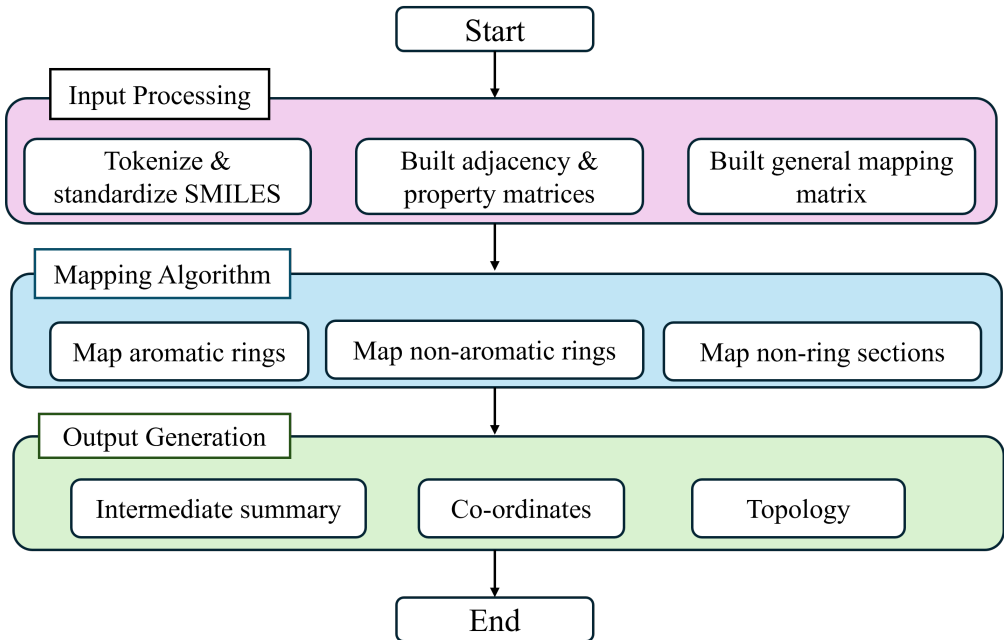 Start
Input Processing
Tokenize &
standardize SMILES
Built adjacency &
property matrices
Built general mapping
matrix
Mapping Algorithm
Map aromatic rings
Map non-aromatic rings
Map non-ring sections
Output Generation
Intermediate summary
Co-ordinates
Topology
End